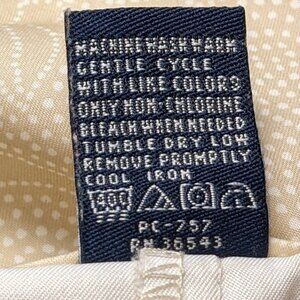 MACHINE WASH WARM
GENTLE CYCLE
WITH LIKE COLORS
ONLY NON-CHLORINE
BLEACH WHEN NEEDED
TUMBLE DRY LOW
REMOVE PROMPTLY
COOL IRON
40C
PC-757
RN 38543